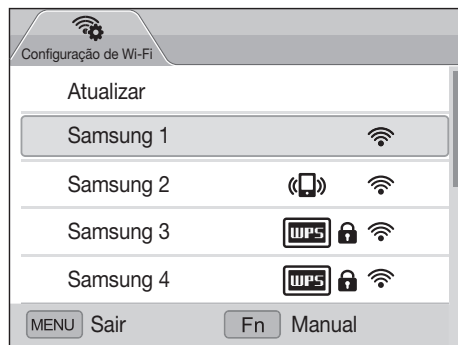 Configuração de Wi-Fi
Atualizar
Samsung 1
Samsung 2
Samsung 3 WPS
Samsung 4 WPS
MENU Sair Fn Manual